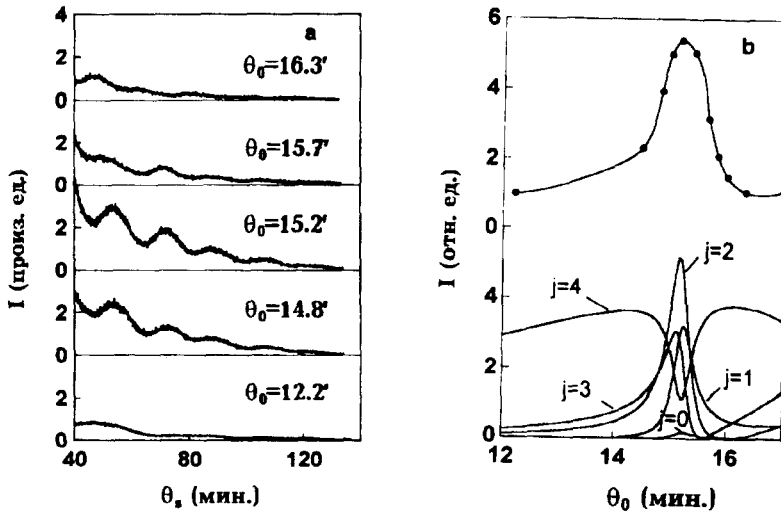 a
I (произ. ед.)
4
2
0
θ₀=16.3'
2
0
θ₀=15.7'
2
0
θ₀=15.2'
2
0
θ₀=14.8'
2
0
θ₀=12.2'
40 80 120
θₛ (мин.)
b
I (отн. ед.)
6
4
2
0
4
2
0
j=2
j=4
j=3
j=1
j=0
12 14 16
θ₀ (мин.)